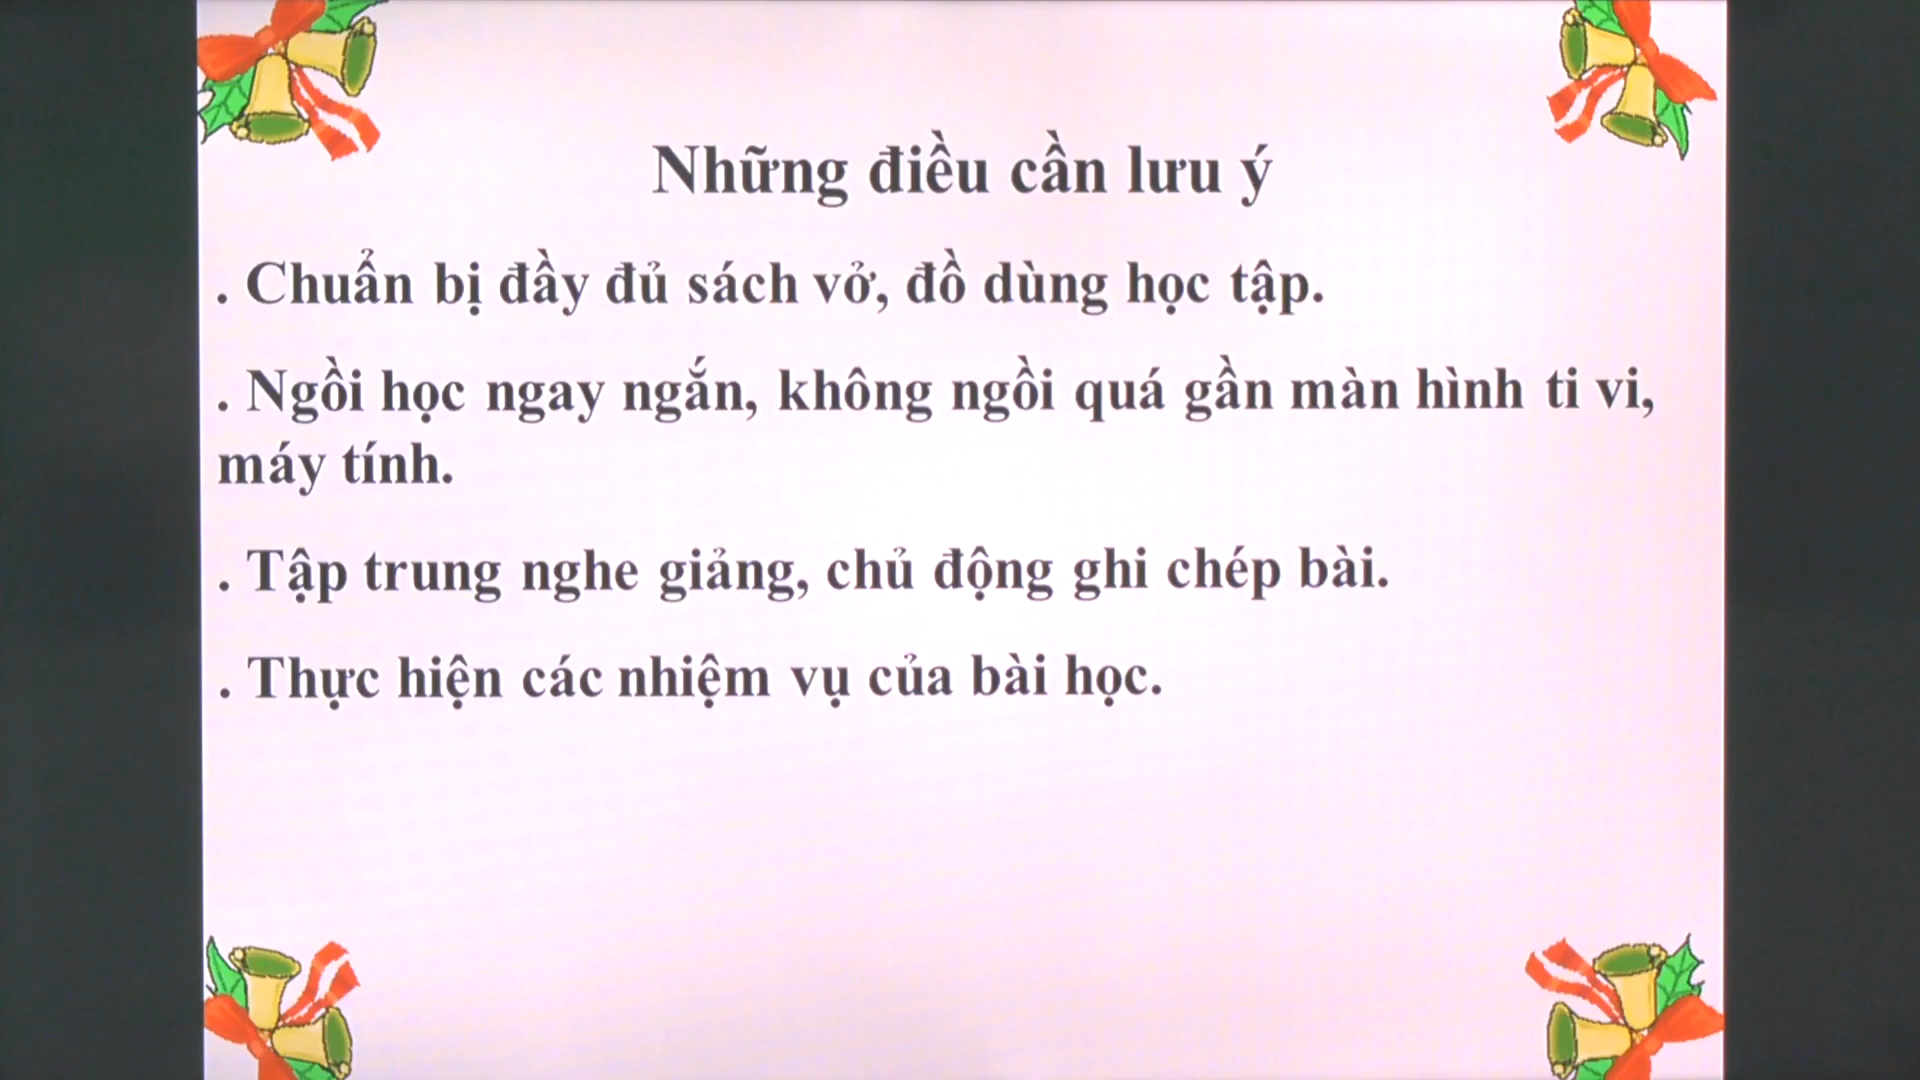 Những điều cần lưu ý
. Chuẩn bị đầy đủ sách vở, đồ dùng học tập.
. Ngồi học ngay ngắn, không ngồi quá gần màn hình ti vi,
máy tính.
. Tập trung nghe giảng, chủ động ghi chép bài.
. Thực hiện các nhiệm vụ của bài học.